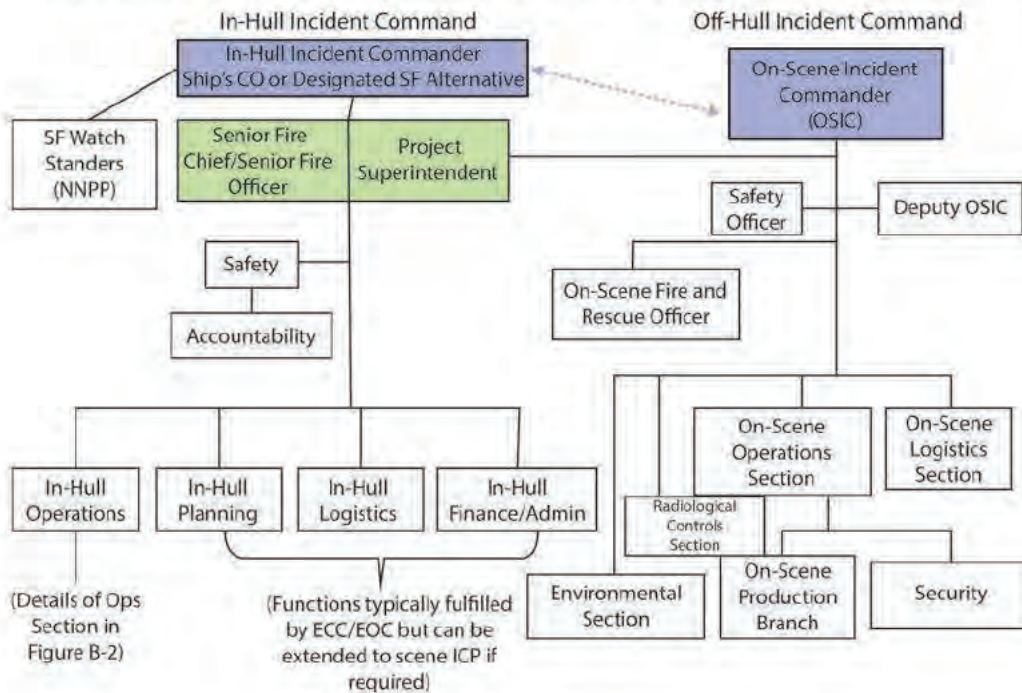 In-Hull Incident Command
Off-Hull Incident Command
In-Hull Incident Commander
Ship's CO or Designated SF Alternative
On-Scene Incident
Commander
(OSIC)
SF Watch
Standers
(NNPP)
Senior Fire
Chief/Senior Fire
Officer
Project
Superintendent
Safety
Officer
Deputy OSIC
Safety
On-Scene Fire and
Rescue Officer
Accountability
In-Hull
Operations
In-Hull
Planning
In-Hull
Logistics
In-Hull
Finance/Admin
On-Scene
Operations
Section
On-Scene
Logistics
Section
Radiological
Controls
Section
Environmental
Section
On-Scene
Production
Branch
Security
(Details of Ops
Section in
Figure B-2)
(Functions typically fulfilled
by ECC/EOC but can be
extended to scene ICP if
required)